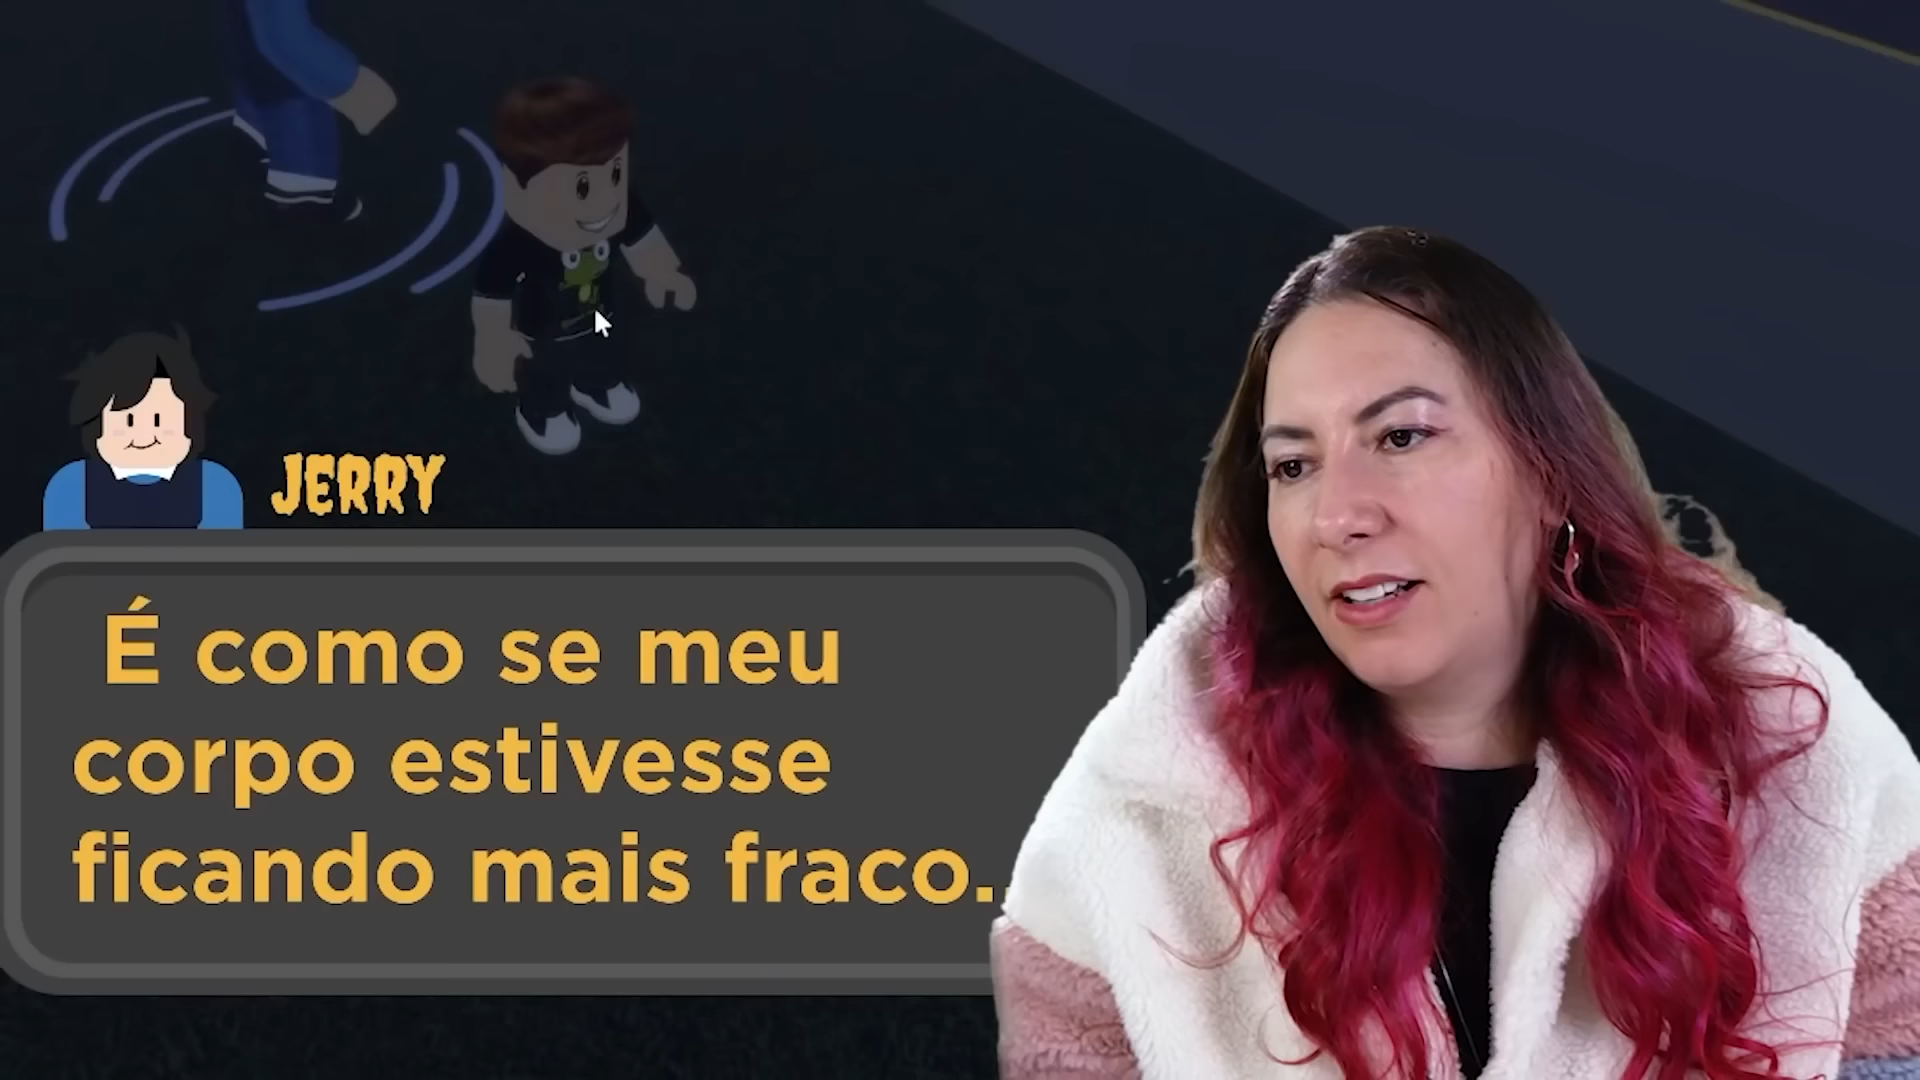 JERRY
É como se meu
corpo estivesse
ficando mais fraco.